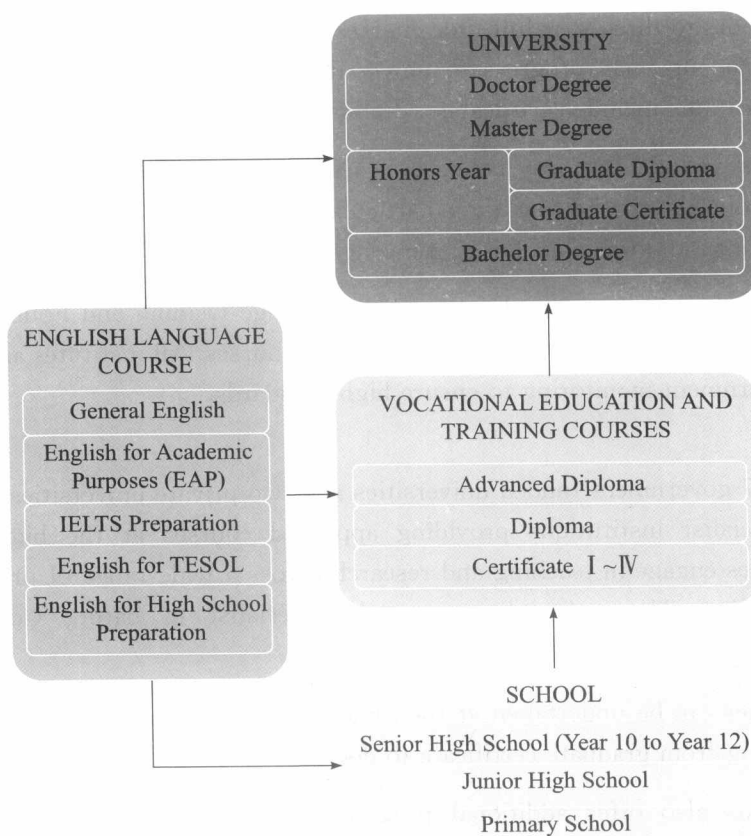 UNIVERSITY
Doctor Degree
Master Degree
Honors Year
Graduate Diploma
Graduate Certificate
Bachelor Degree
ENGLISH LANGUAGE
COURSE
General English
English for Academic
Purposes (EAP)
IELTS Preparation
English for TESOL
English for High School
Preparation
VOCATIONAL EDUCATION AND
TRAINING COURSES
Advanced Diploma
Diploma
Certificate Ⅰ~Ⅳ
SCHOOL
Senior High School (Year 10 to Year 12)
Junior High School
Primary School